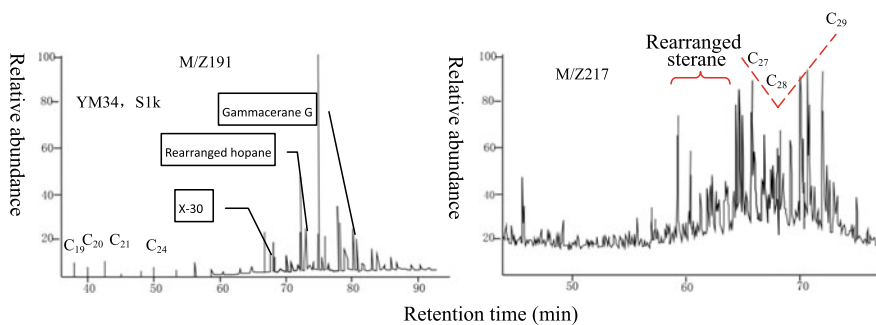 M/Z191
YM34, S1k
Gammacerane G
Rearranged hopane
X-30
C₁₉
C₂₀
C₂₁
C₂₄
Relative abundance
100
80
60
40
20
40
50
60
70
80
90
M/Z217
Rearranged
sterane
C₂₇
C₂₈
C₂₉
Relative abundance
100
80
60
40
20
50
60
70
Retention time (min)